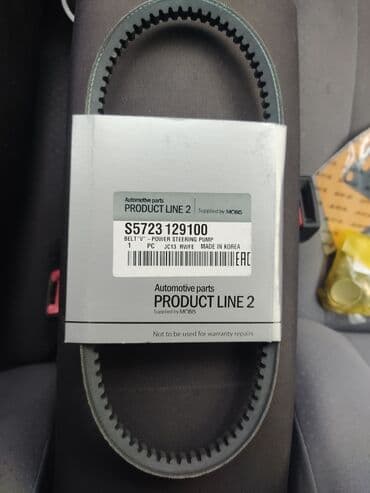 Automotive parts
PRODUCT LINE 2 Supplied by MOBIS
S5723 129100
BELT"V" - POWER STEERING PUMP
1 PC JC13 RWFE MADE IN KOREA
EAC
Automotive parts
PRODUCT LINE 2
Supplied by MOBIS
Not to be used for warranty repairs